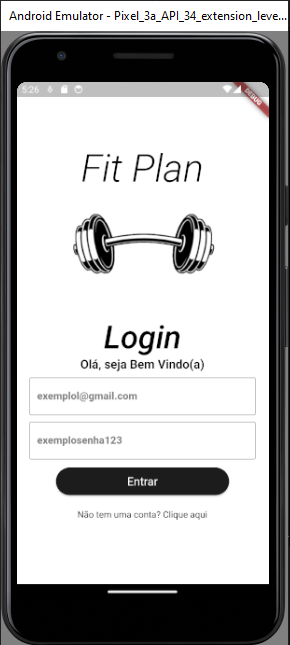 Android Emulator - Pixel_3a_API_34_extension_leve...
5:26
DEBUG
Fit Plan
Login
Olá, seja Bem Vindo(a)
exemplol@gmail.com
exemplosenha123
Entrar
Não tem uma conta? Clique aqui